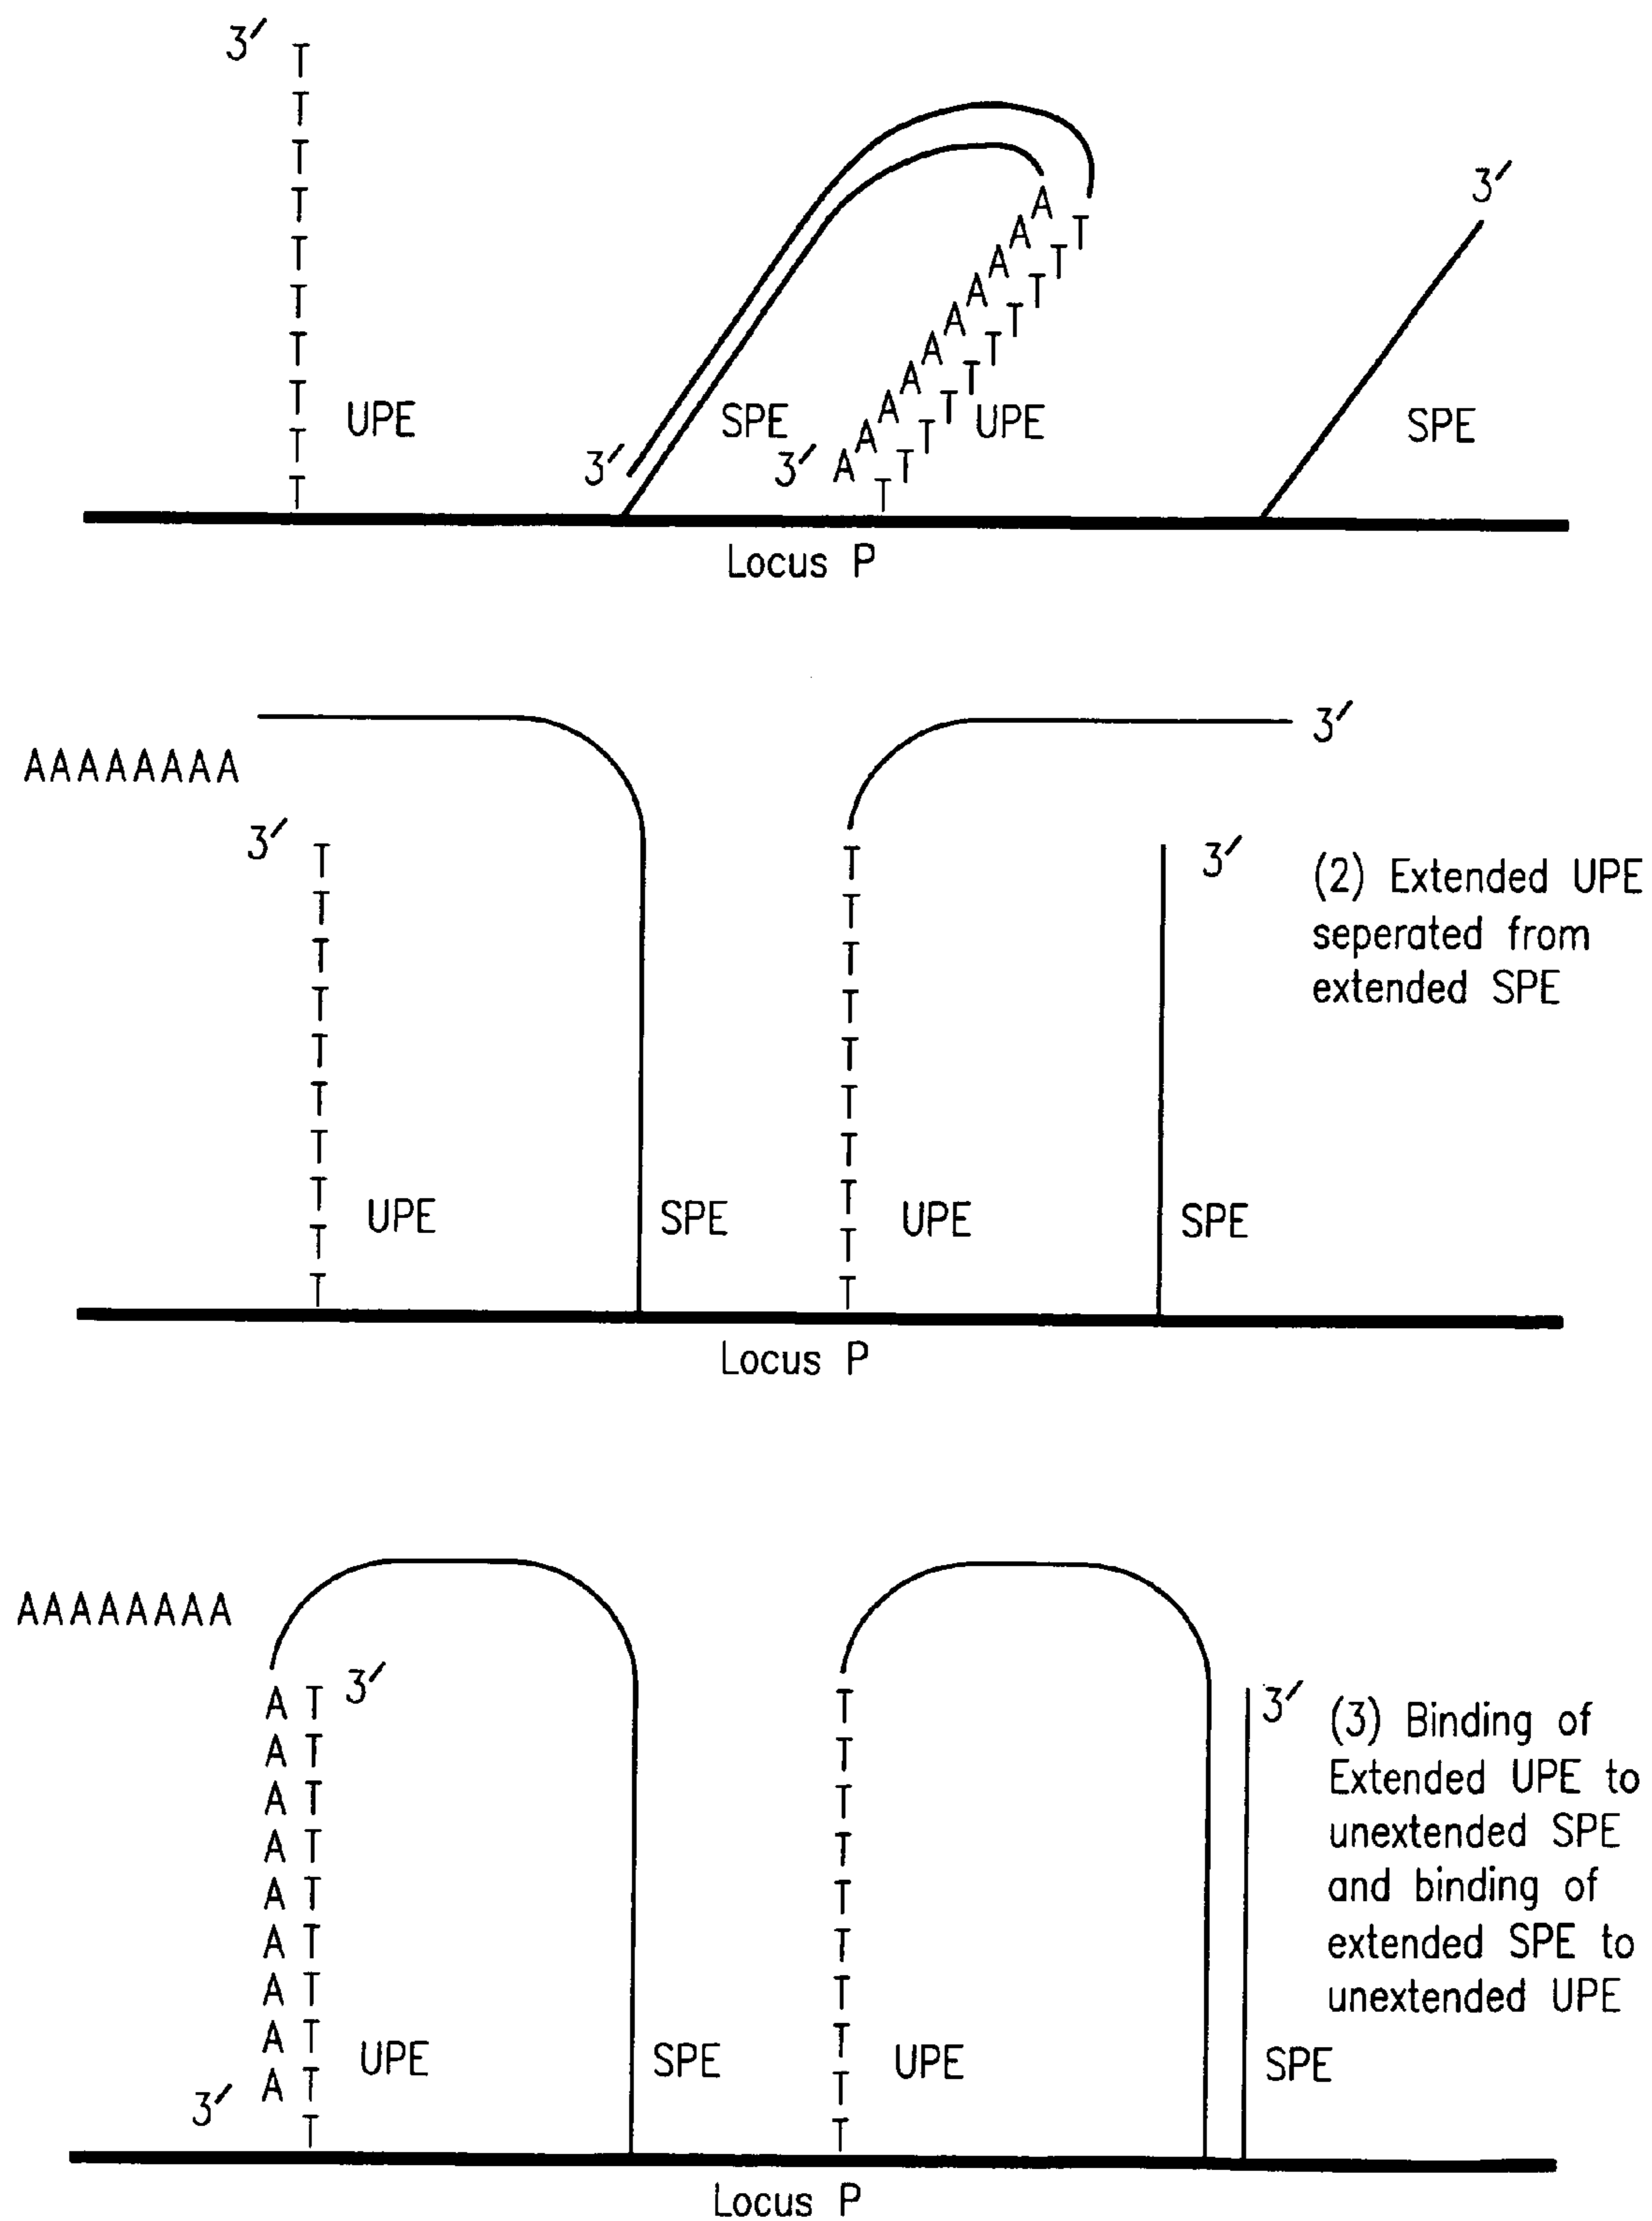 3′
T
T
T
T
T
T
T
T
T
T
UPE
3′
SPE
3′
A
A
A
A
A
A
A
A
A
A
T
T
T
T
T
T
T
T
T
T
UPE
3′
SPE
Locus P
AAAAAAAA
3′
T
T
T
T
T
T
T
T
T
T
UPE
SPE
3′
T
T
T
T
T
T
T
T
T
T
UPE
3′
SPE
(2) Extended UPE
seperated from
extended SPE
Locus P
AAAAAAAA
A T 3′
A T
A T
A T
A T
A T
A T
A T
3′ A T
T
UPE
SPE
T
T
T
T
T
T
T
T
T
T
UPE
3′
SPE
(3) Binding of
Extended UPE to
unextended SPE
and binding of
extended SPE to
unextended UPE
Locus P